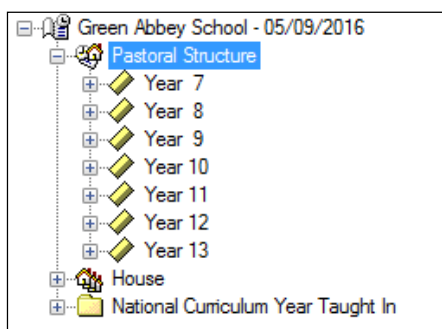 Green Abbey School - 05/09/2016
Pastoral Structure
Year 7
Year 8
Year 9
Year 10
Year 11
Year 12
Year 13
House
National Curriculum Year Taught In